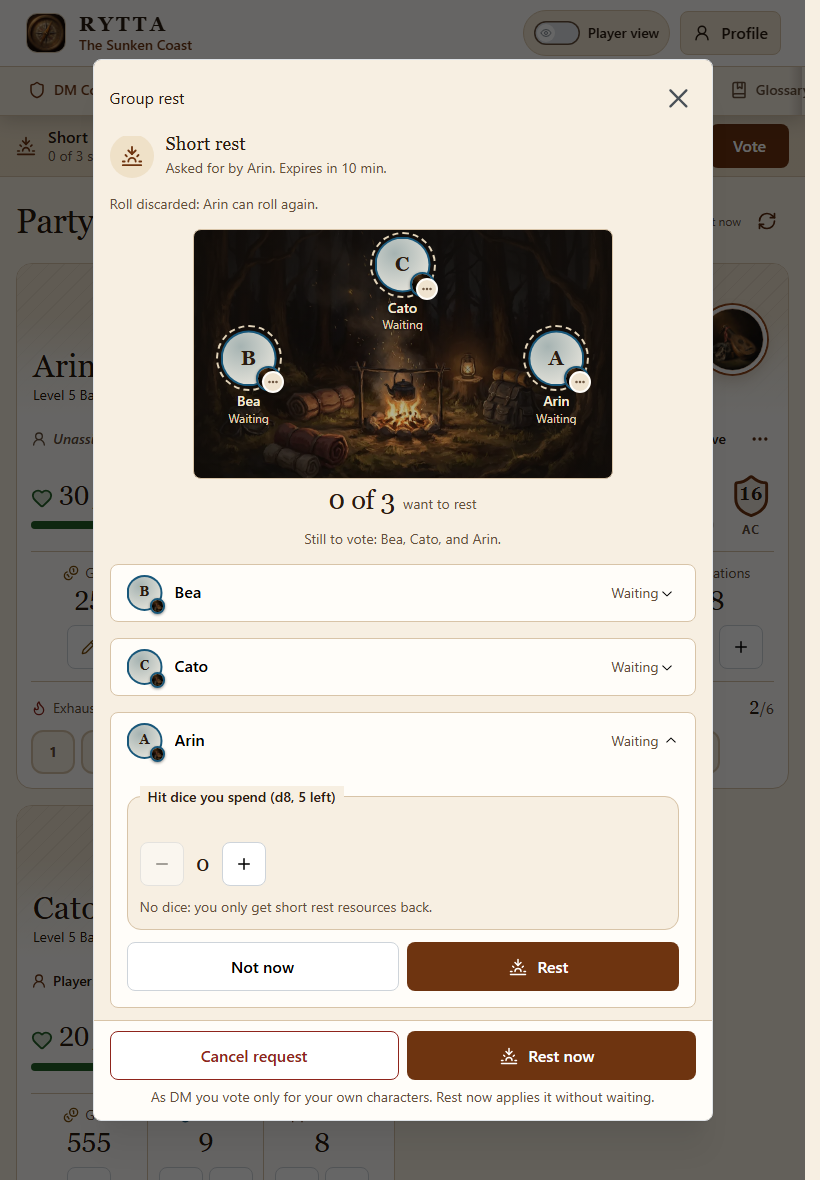 RYTTA
The Sunken Coast
Player view
Profile
DM Co
Glossary
Short
0 of 3 s
Vote
Party
t now
Group rest
Short rest
Asked for by Arin. Expires in 10 min.
Roll discarded: Arin can roll again.
C
Cato
Waiting
B
Bea
Waiting
A
Arin
Waiting
0 of 3 want to rest
Still to vote: Bea, Cato, and Arin.
B Bea Waiting
C Cato Waiting
A Arin Waiting
Hit dice you spend (d8, 5 left)
− 0 +
No dice: you only get short rest resources back.
Not now
Rest
Cancel request
Rest now
As DM you vote only for your own characters. Rest now applies it without waiting.
Arin
Level 5 Ba
Unass
ve
30
16
AC
G
ations
25
8
+
Exhaus
2/6
1
Cato
Level 5 Ba
Player
20
G
555
9
8